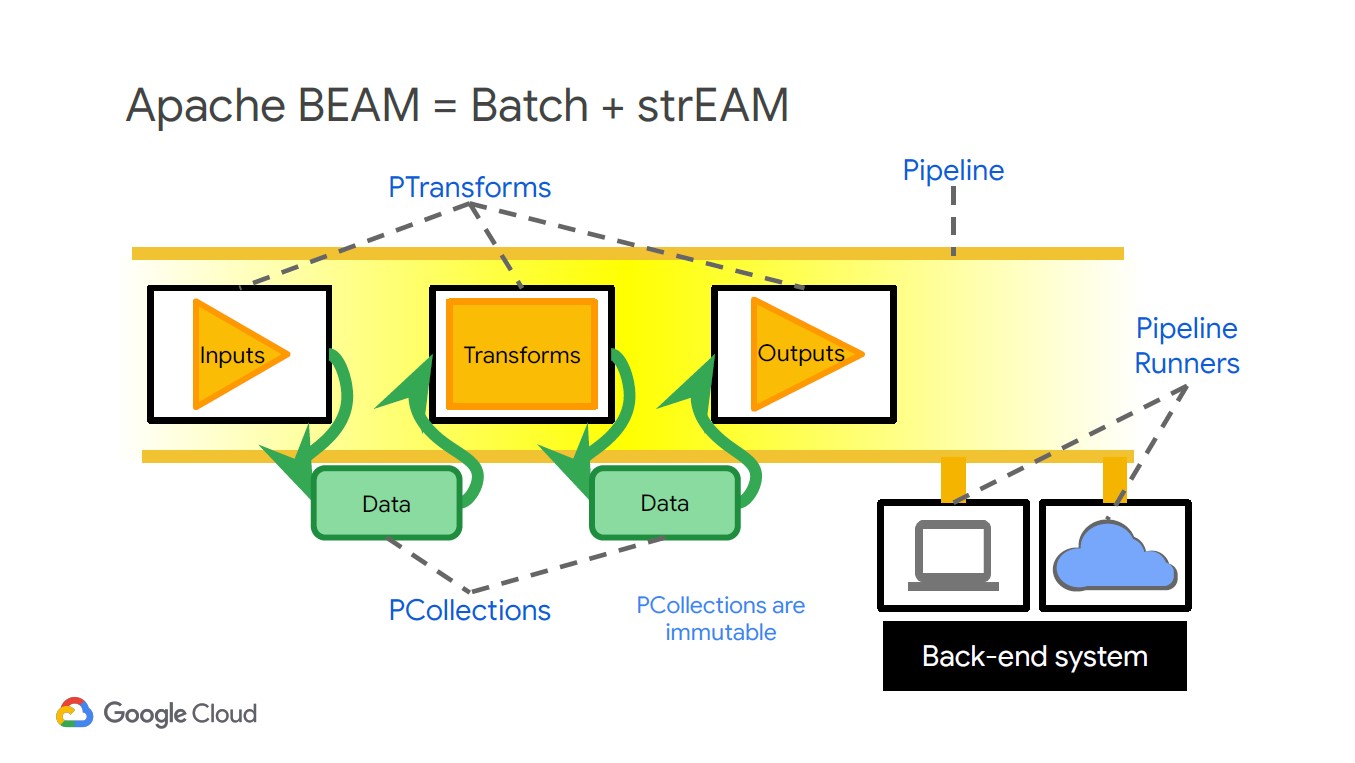 Apache BEAM = Batch + strEAM
PTransforms
Pipeline
Inputs
Transforms
Outputs
Pipeline
Runners
Data
Data
PCollections
PCollections are
immutable
Back-end system
Google Cloud